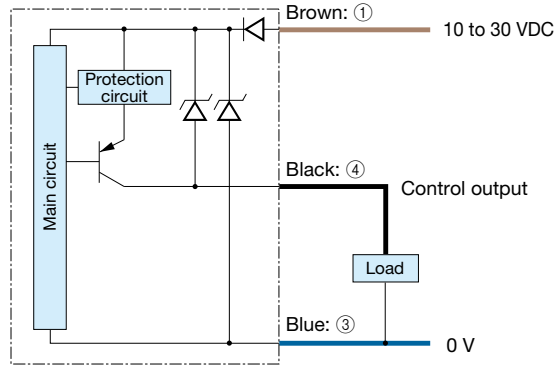 Brown: ①
10 to 30 VDC
Protection
circuit
Main circuit
Black: ④
Control output
Load
Blue: ③
0 V